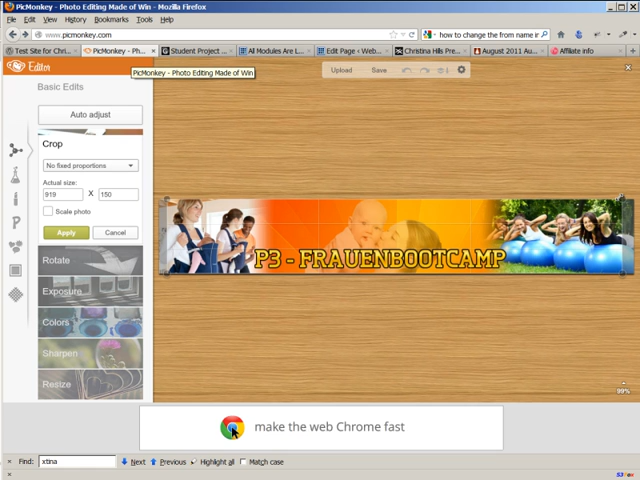 PicMonkey - Photo Editing Made of Win - Mozilla Firefox
File Edit View History Bookmarks Tools Help
www.picmonkey.com
how to change the from name ir
Test Site for Chri...
PicMonkey - Ph...
Student Project ...
All Modules Are L...
Edit Page ‹ Web...
Christina Hills Pre...
August 2011 Au...
Affiliate info
PicMonkey - Photo Editing Made of Win
Editor
Upload
Save
Basic Edits
Auto adjust
Crop
No fixed proportions
Actual size:
919 X 150
Scale photo
Apply
Cancel
P3 - FRAUENBOOTCAMP
Rotate
Exposure
Colors
Sharpen
Resize
99%
make the web Chrome fast
Find: xtina
Next
Previous
Highlight all
Match case
S3Fox